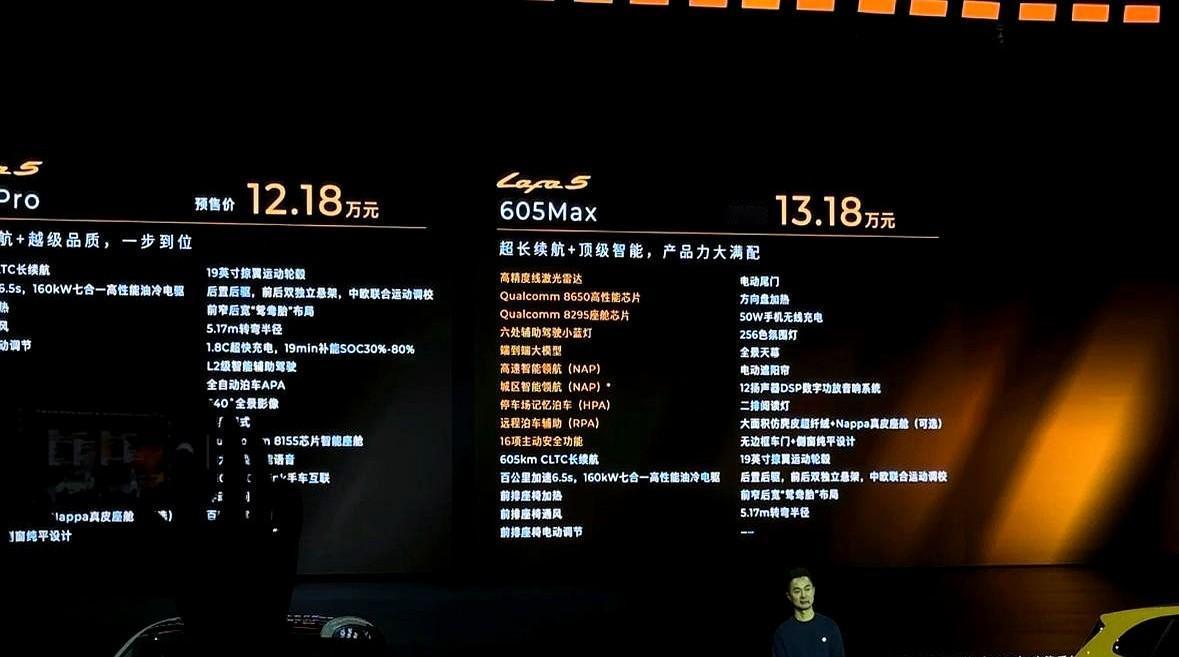 5
Pro
预售价 12.18万元
航+越级品质，一步到位
TC长续航
6.5s，160kW七合一高性能油冷电驱
热
风
动调节
Nappa真皮座舱
侧窗纯平设计
19英寸掠翼运动轮毂
后置后驱，前后双独立悬架，中欧联合运动调校
前窄后宽“鸳鸯胎”布局
5.17m转弯半径
1.8C超快充电，19min补能SOC30%-80%
L2级智能辅助驾驶
全自动泊车APA
540°全景影像
式
8155芯片智能座舱
语音
手车互联
Lafa5
605Max
13.18万元
超长续航+顶级智能，产品力大满配
高精度线激光雷达
Qualcomm 8650高性能芯片
Qualcomm 8295座舱芯片
六处辅助驾驶小蓝灯
端到端大模型
高速智能领航（NAP）
城区智能领航（NAP）*
停车场记忆泊车（HPA）
远程泊车辅助（RPA）
16项主动安全功能
605km CLTC长续航
百公里加速6.5s，160kW七合一高性能油冷电驱
前排座椅加热
前排座椅通风
前排座椅电动调节
电动尾门
方向盘加热
50W手机无线充电
256色氛围灯
全景天幕
电动遮阳帘
12扬声器DSP数字功放音响系统
二排阅读灯
大面积仿麂皮超纤绒+Nappa真皮座舱（可选）
无边框车门+侧窗纯平设计
19英寸掠翼运动轮毂
后置后驱，前后双独立悬架，中欧联合运动调校
前窄后宽“鸳鸯胎”布局
5.17m转弯半径
……